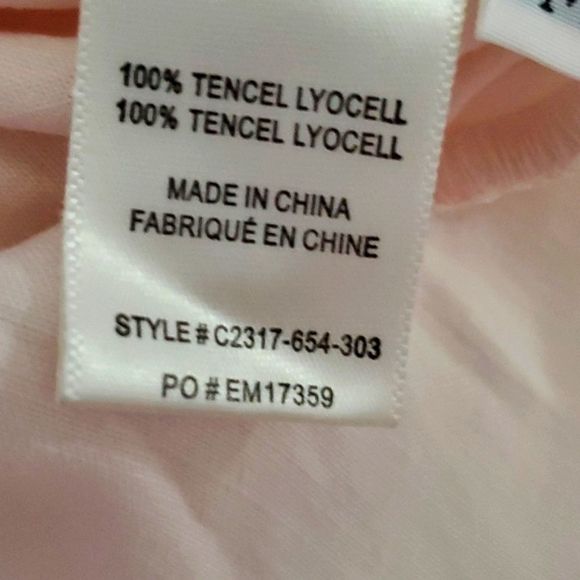 100% TENCEL LYOCELL
100% TENCEL LYOCELL
MADE IN CHINA
FABRIQUÉ EN CHINE
STYLE # C2317-654-303
PO # EM17359